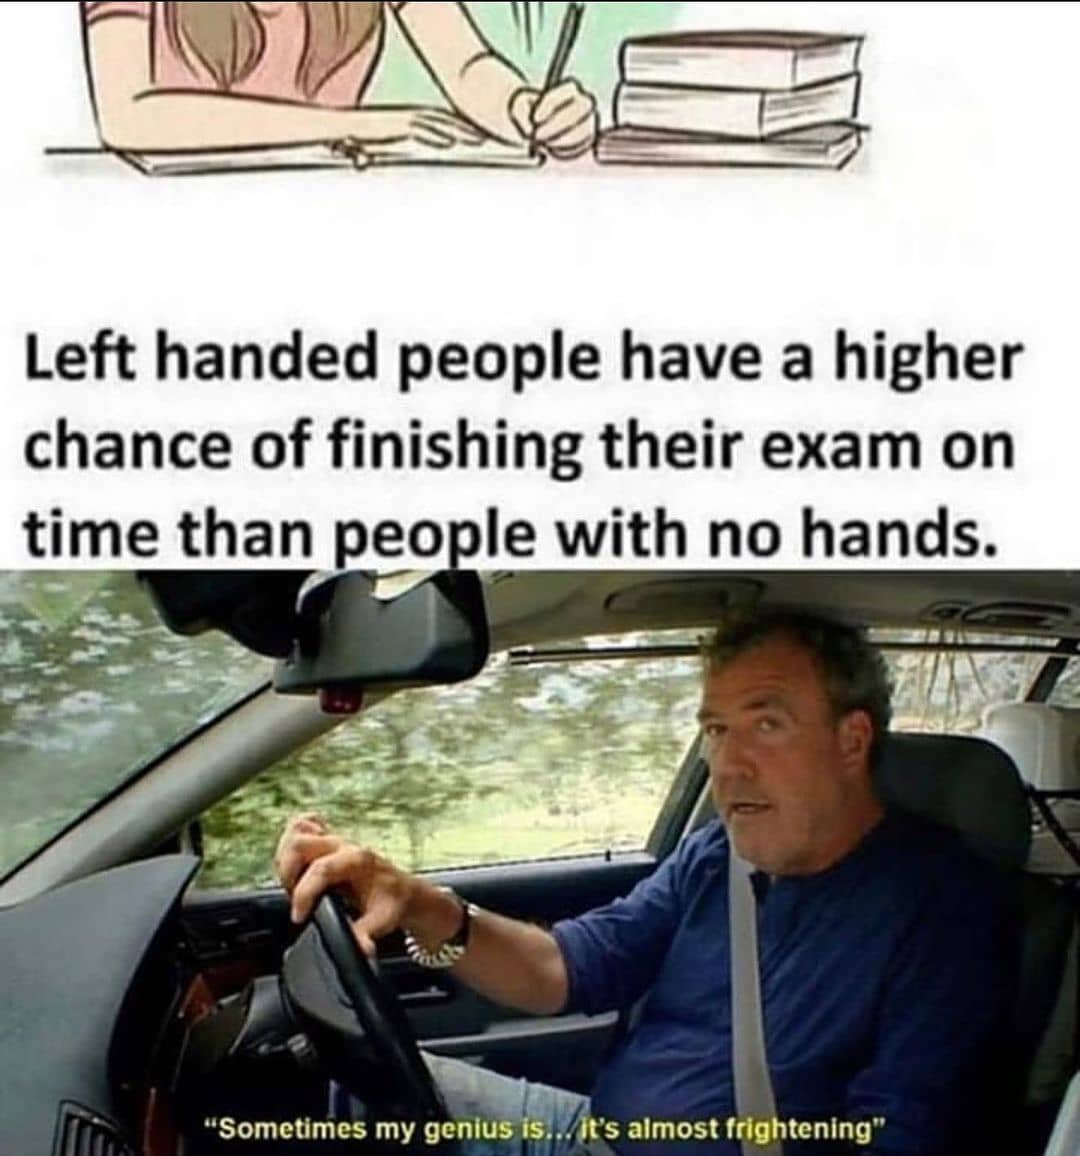 Left handed people have a higher
chance of finishing their exam on
time than people with no hands.
“Sometimes my genius is... it's almost frightening”